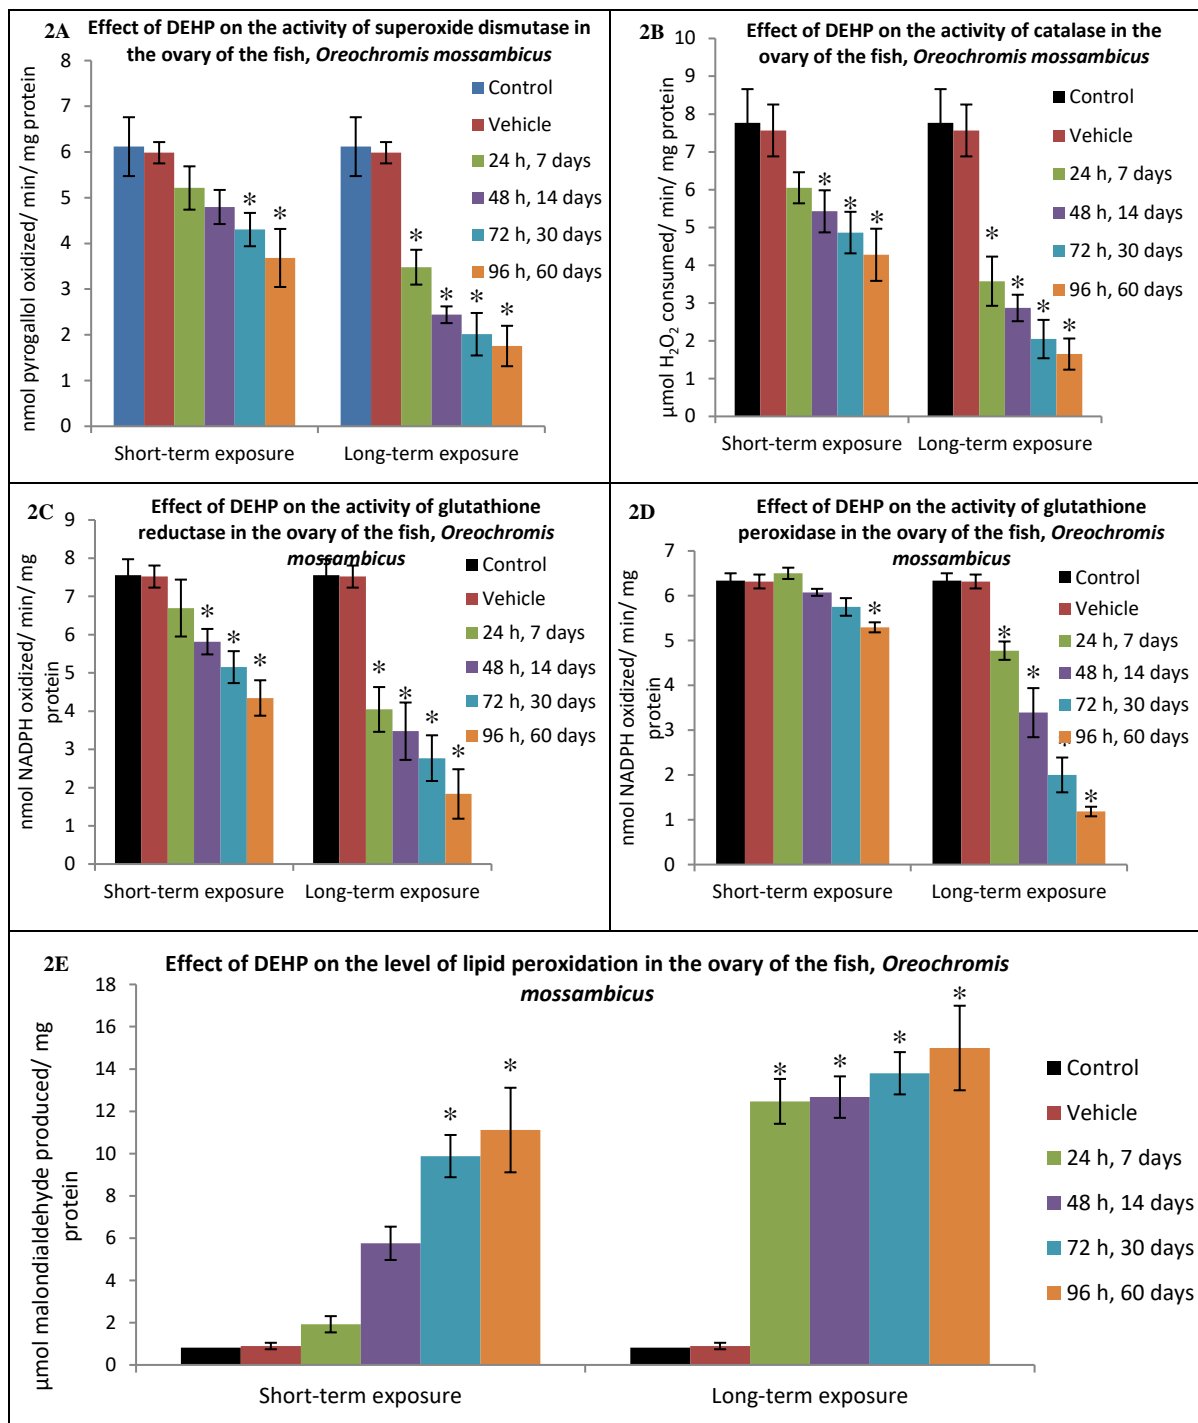 2A
Effect of DEHP on the activity of superoxide dismutase in
the ovary of the fish, Oreochromis mossambicus
nmol pyrogallol oxidized/ min/ mg protein
8
7
6
5
4
3
2
1
0
*
*
*
*
*
*
Control
Vehicle
24 h, 7 days
48 h, 14 days
72 h, 30 days
96 h, 60 days
Short-term exposure
Long-term exposure
2B
Effect of DEHP on the activity of catalase in the
ovary of the fish, Oreochromis mossambicus
µmol H₂O₂ consumed/ min/ mg protein
10
9
8
7
6
5
4
3
2
1
0
*
*
*
*
*
*
*
Control
Vehicle
24 h, 7 days
48 h, 14 days
72 h, 30 days
96 h, 60 days
Short-term exposure
Long-term exposure
2C
Effect of DEHP on the activity of glutathione
reductase in the ovary of the fish, Oreochromis
mossambicus
nmol NADPH oxidized/ min/ mg
protein
9
8
7
6
5
4
3
2
1
0
*
*
*
*
*
*
*
Control
Vehicle
24 h, 7 days
48 h, 14 days
72 h, 30 days
96 h, 60 days
Short-term exposure
Long-term exposure
2D
Effect of DEHP on the activity of glutathione
peroxidase in the ovary of the fish, Oreochromis
mossambicus
nmol NADPH oxidized/ min/ mg
protein
7
6
5
4
3
2
1
0
*
*
*
*
*
Control
Vehicle
24 h, 7 days
48 h, 14 days
72 h, 30 days
96 h, 60 days
Short-term exposure
Long-term exposure
2E
Effect of DEHP on the level of lipid peroxidation in the ovary of the fish, Oreochromis
mossambicus
µmol malondialdehyde produced/ mg
protein
18
16
14
12
10
8
6
4
2
0
*
*
*
*
*
*
Control
Vehicle
24 h, 7 days
48 h, 14 days
72 h, 30 days
96 h, 60 days
Short-term exposure
Long-term exposure